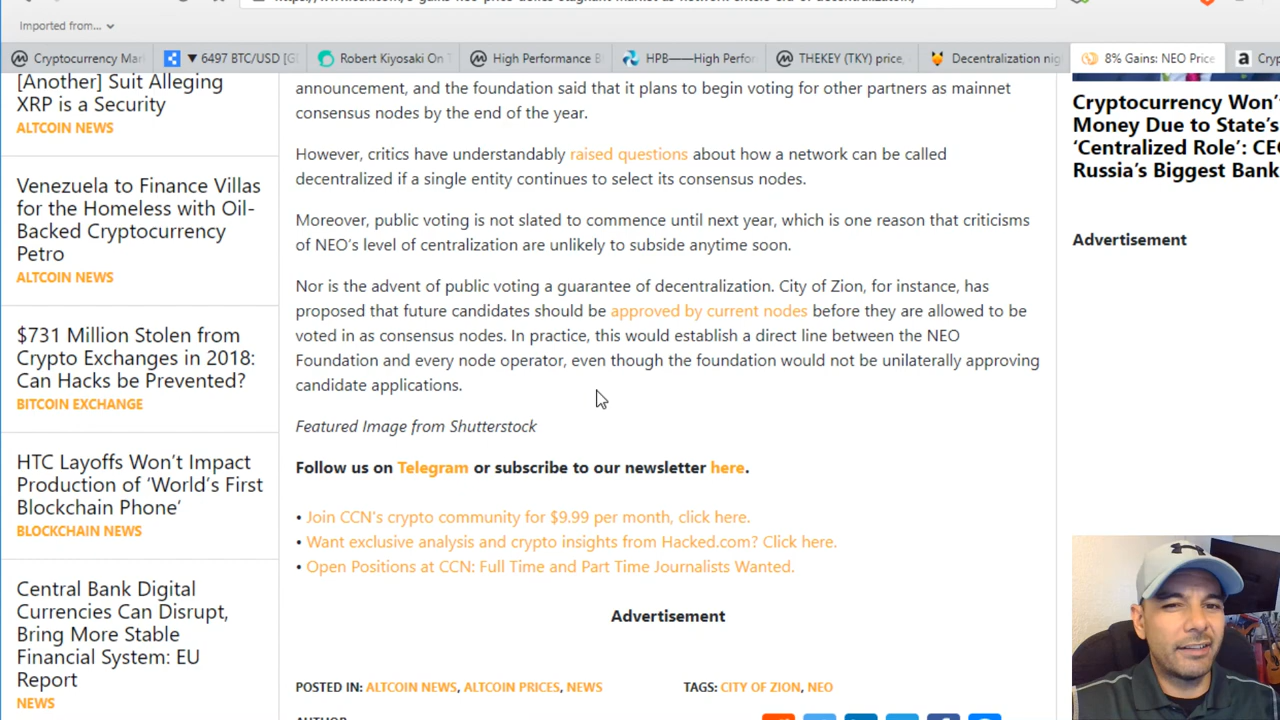 Imported from...
Cryptocurrency Mar
▼ 6497 BTC/USD [G
Robert Kiyosaki On T
High Performance B
HPB——High Perfo
THEKEY (TKY) price,
Decentralization nig
8% Gains: NEO Price
Cryp
[Another] Suit Alleging
XRP is a Security
ALTCOIN NEWS
Venezuela to Finance Villas
for the Homeless with Oil-
Backed Cryptocurrency
Petro
ALTCOIN NEWS
$731 Million Stolen from
Crypto Exchanges in 2018:
Can Hacks be Prevented?
BITCOIN EXCHANGE
HTC Layoffs Won't Impact
Production of 'World's First
Blockchain Phone'
BLOCKCHAIN NEWS
Central Bank Digital
Currencies Can Disrupt,
Bring More Stable
Financial System: EU
Report
NEWS
announcement, and the foundation said that it plans to begin voting for other partners as mainnet
consensus nodes by the end of the year.
However, critics have understandably raised questions about how a network can be called
decentralized if a single entity continues to select its consensus nodes.
Moreover, public voting is not slated to commence until next year, which is one reason that criticisms
of NEO's level of centralization are unlikely to subside anytime soon.
Nor is the advent of public voting a guarantee of decentralization. City of Zion, for instance, has
proposed that future candidates should be approved by current nodes before they are allowed to be
voted in as consensus nodes. In practice, this would establish a direct line between the NEO
Foundation and every node operator, even though the foundation would not be unilaterally approving
candidate applications.
Featured Image from Shutterstock
Follow us on Telegram or subscribe to our newsletter here.
• Join CCN's crypto community for $9.99 per month, click here.
• Want exclusive analysis and crypto insights from Hacked.com? Click here.
• Open Positions at CCN: Full Time and Part Time Journalists Wanted.
Advertisement
POSTED IN: ALTCOIN NEWS, ALTCOIN PRICES, NEWS
TAGS: CITY OF ZION, NEO
Cryptocurrency Won'
Money Due to State's
'Centralized Role': CE
Russia's Biggest Bank
Advertisement